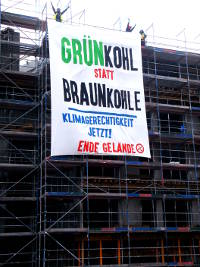 GRÜNKOHL
STATT
BRAUNKOHLE
KLIMAGERECHTIGKEIT
JETZT!
ENDE GELÄNDE